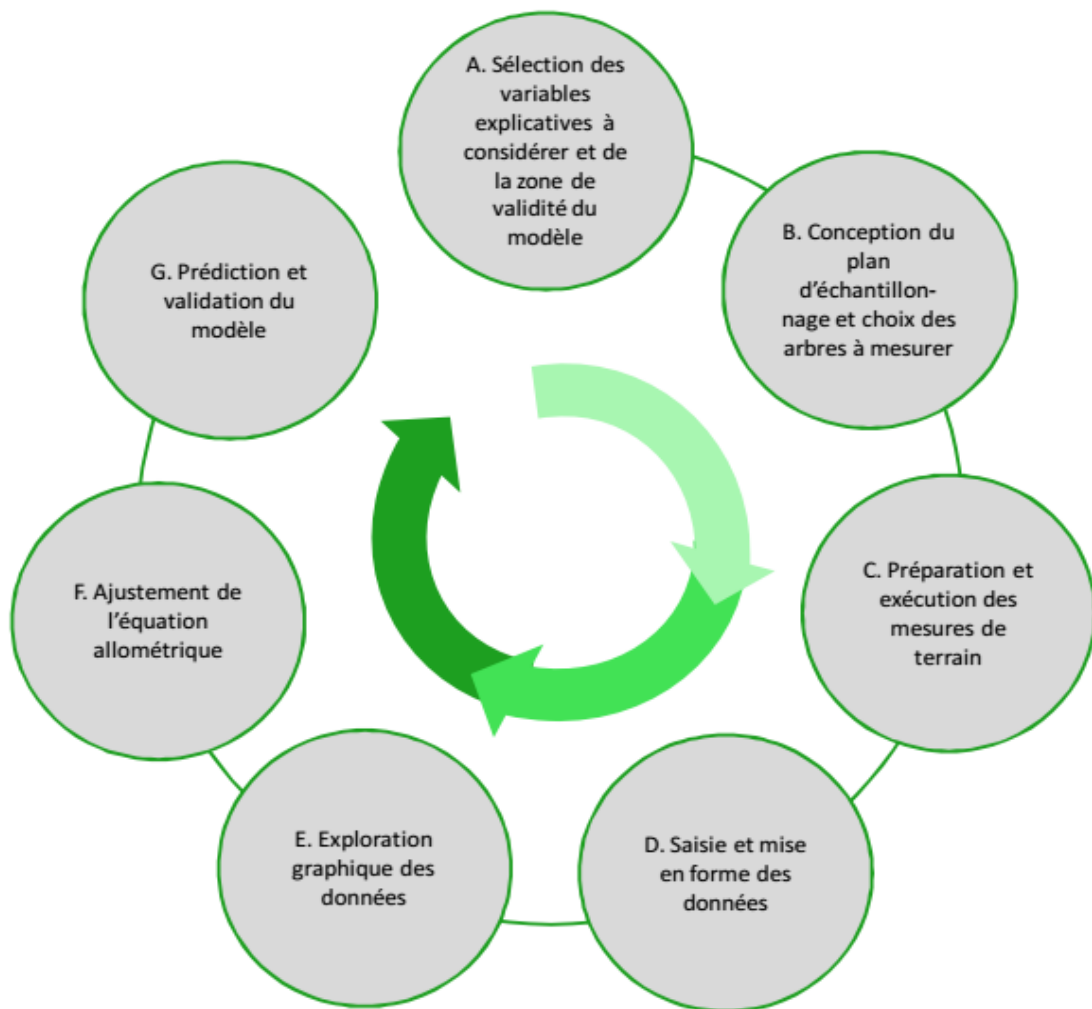 A. Sélection des
variables
explicatives à
considérer et de
la zone de
validité du
modèle
B. Conception du
plan
d'échantillon-
nage et choix des
arbres à mesurer
C. Préparation et
exécution des
mesures de
terrain
D. Saisie et mise
en forme des
données
E. Exploration
graphique des
données
F. Ajustement de
l'équation
allométrique
G. Prédiction et
validation du
modèle